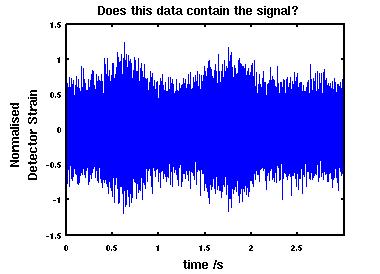 Does this data contain the signal?
1.5
1
0.5
0
-0.5
-1
-1.5
Normalised
Detector Strain
0 0.5 1 1.5 2 2.5
time /s